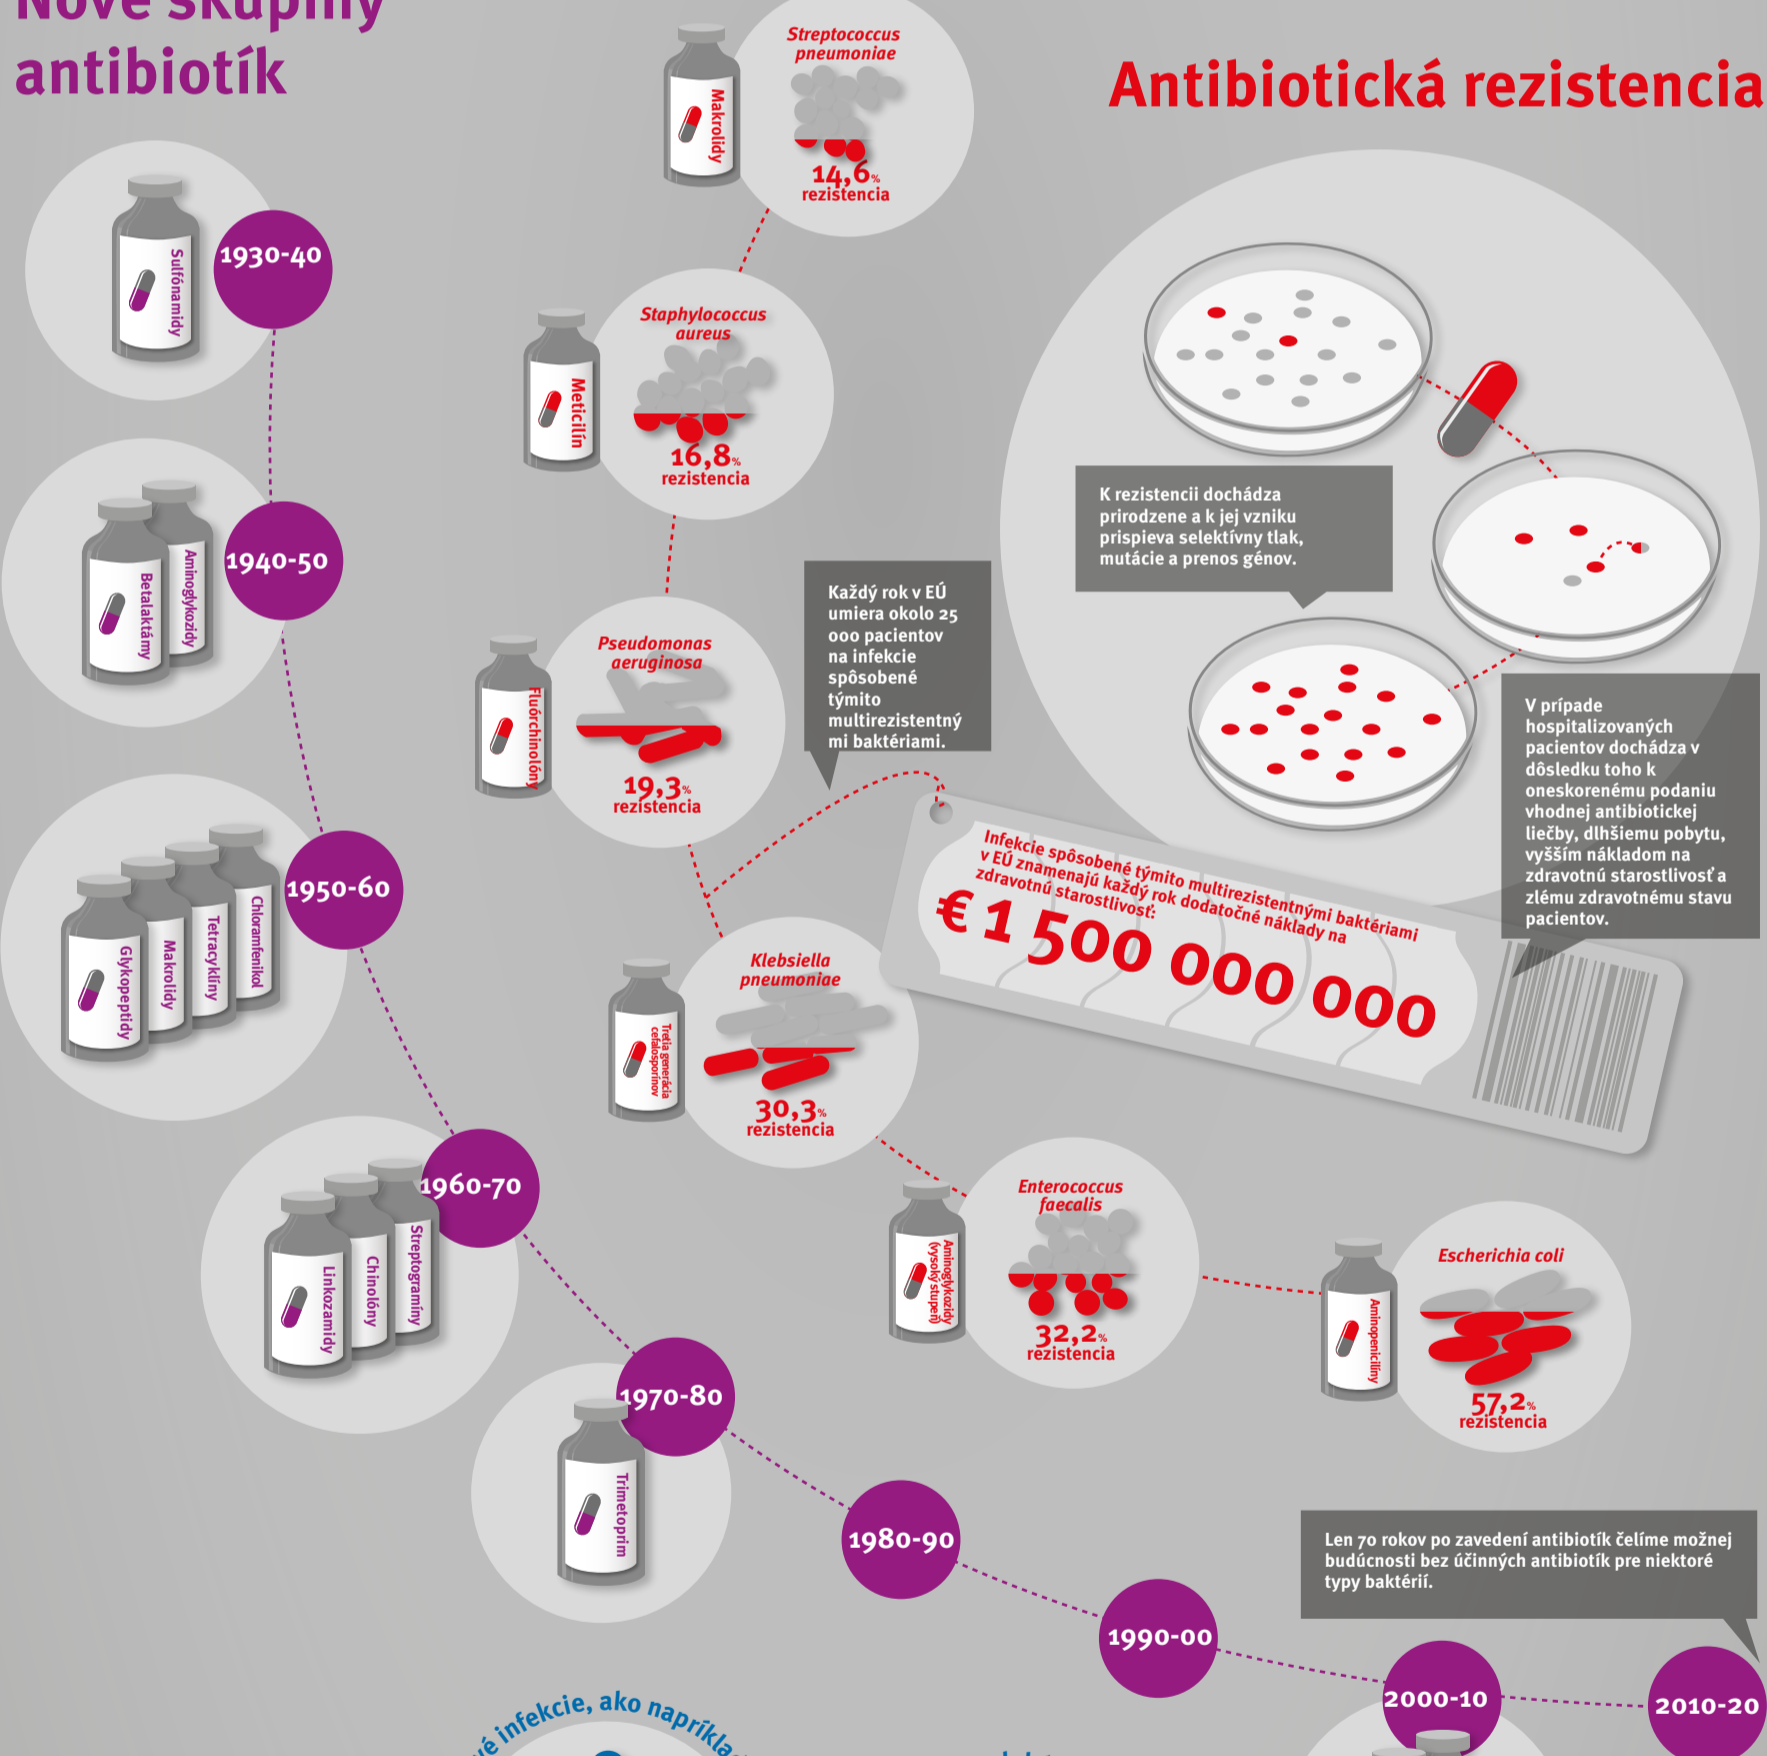 Nové skupiny
antibiotík
Sulfónamidy
1930-40
Betalaktámy
Aminoglykozidy
1940-50
Glykopeptidy
Makrolidy
Tetracyklíny
Chloramfenikol
1950-60
Linkozamidy
Chinolóny
Streptogramíny
1960-70
Trimetoprim
1970-80
1980-90
1990-00
2000-10
2010-20
Makrolidy
Streptococcus
pneumoniae
14,6%
rezistencia
Meticilín
Staphylococcus
aureus
16,8%
rezistencia
Fluórchinolóny
Pseudomonas
aeruginosa
19,3%
rezistencia
Tretia generácia
cefalosporínov
Klebsiella
pneumoniae
30,3%
rezistencia
Aminoglykozidy
(vysoký stupeň)
Enterococcus
faecalis
32,2%
rezistencia
Aminopenicilíny
Escherichia coli
57,2%
rezistencia
Antibiotická rezistencia
K rezistencii dochádza
prirodzene a k jej vzniku
prispieva selektívny tlak,
mutácie a prenos génov.
Každý rok v EÚ
umiera okolo 25
000 pacientov
na infekcie
spôsobené
týmito
multirezistentný
mi baktériami.
V prípade
hospitalizovaných
pacientov dochádza v
dôsledku toho k
oneskorenému podaniu
vhodnej antibiotickej
liečby, dlhšiemu pobytu,
vyšším nákladom na
zdravotnú starostlivosť a
zlému zdravotnému stavu
pacientov.
Infekcie spôsobené týmito multirezistentnými baktériami
v EÚ znamenajú každý rok dodatočné náklady na
zdravotnú starostlivosť:
€ 1 500 000 000
Len 70 rokov po zavedení antibiotík čelíme možnej
budúcnosti bez účinných antibiotík pre niektoré
typy baktérií.
infekcie, ako